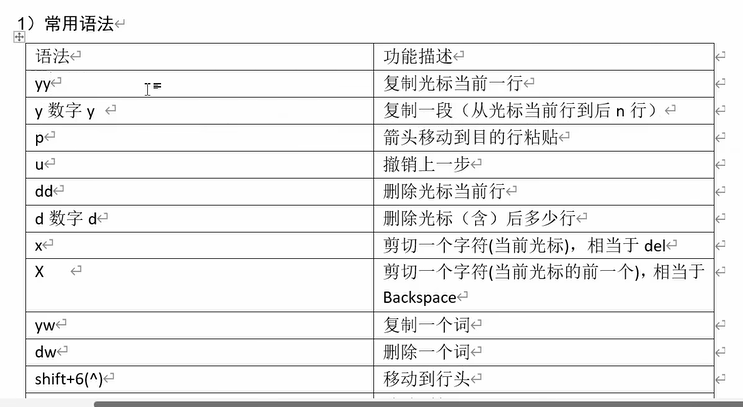 1）常用语法
语法 功能描述
yy 复制光标当前一行
y 数字 y 复制一段（从光标当前行到后 n 行）
p 箭头移动到目的行粘贴
u 撤销上一步
dd 删除光标当前行
d 数字 d 删除光标（含）后多少行
x 剪切一个字符(当前光标)，相当于 del
X 剪切一个字符(当前光标的前一个)，相当于
Backspace
yw 复制一个词
dw 删除一个词
shift+6(^) 移动到行头